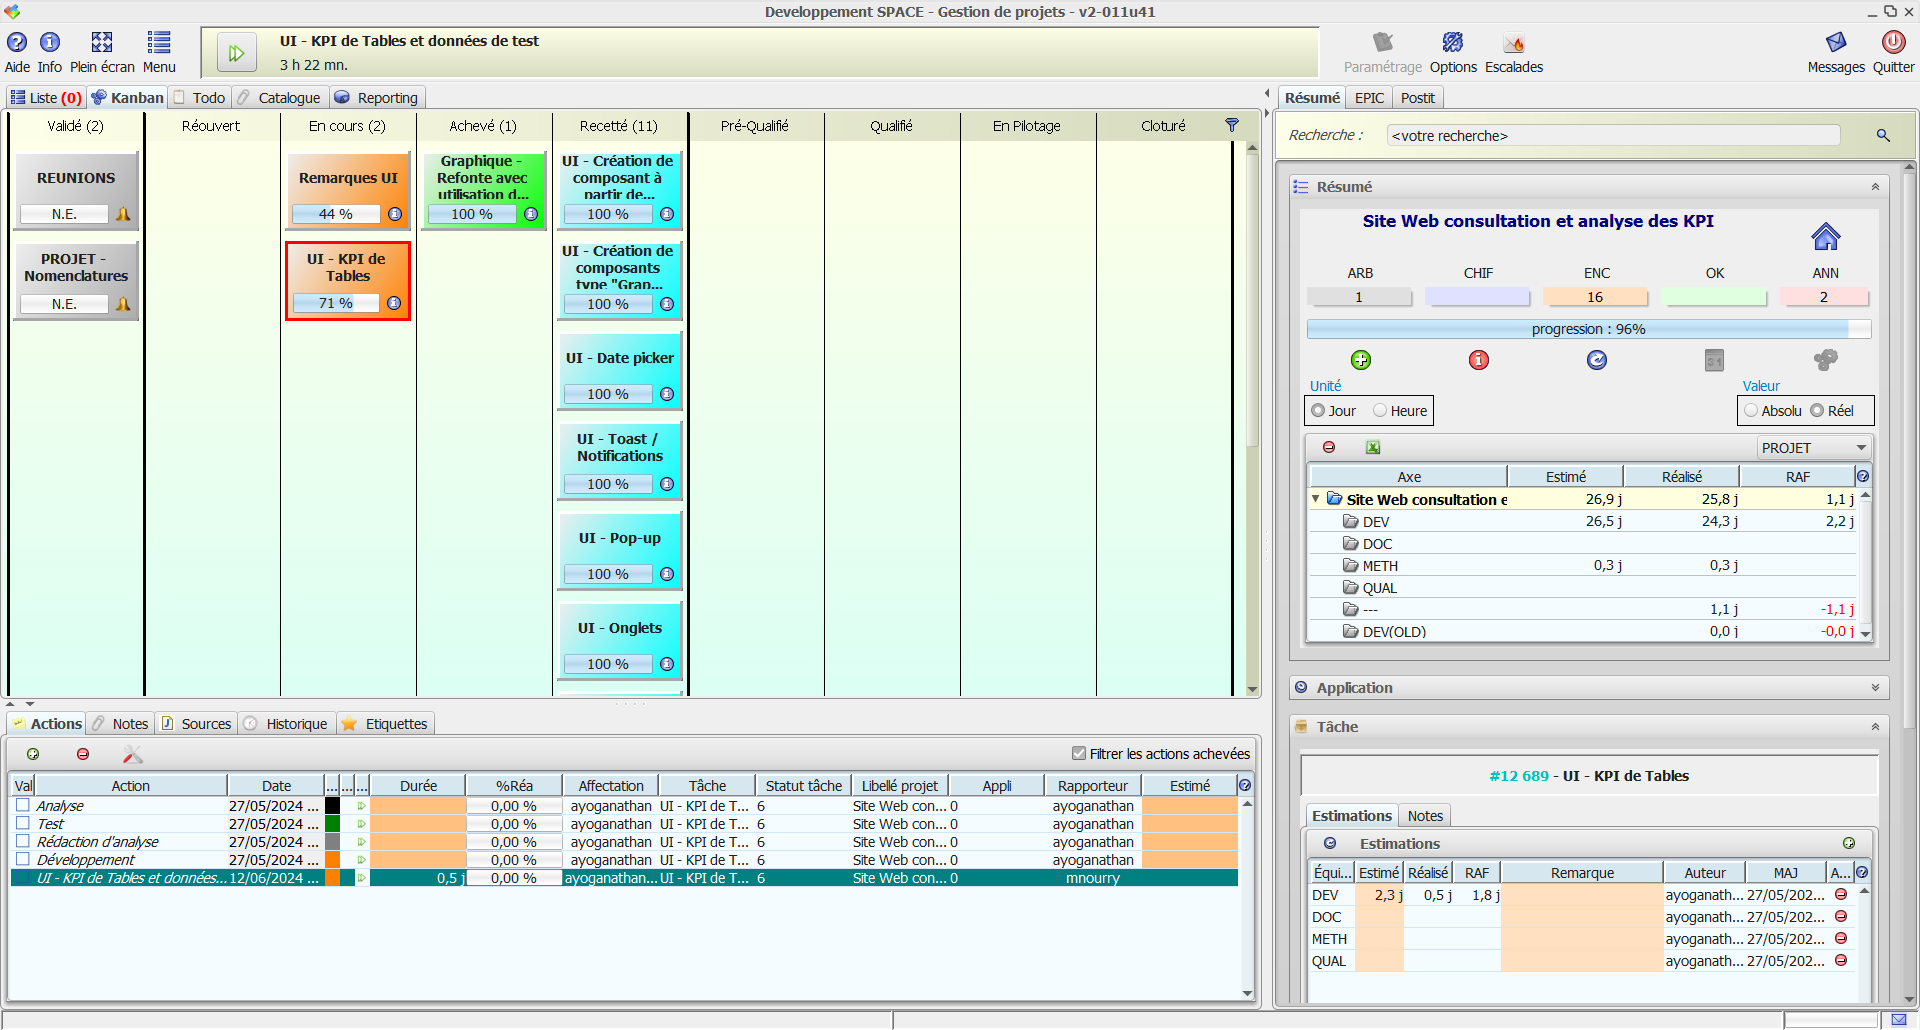 Developpement SPACE - Gestion de projets - v2-011u41
Aide Info Plein écran Menu
UI - KPI de Tables et données de test
3 h 22 mn.
Paramétrage Options Escalades
Messages Quitter
Liste (0) Kanban Todo Catalogue Reporting
Validé (2) Réouvert En cours (2) Achevé (1) Recetté (11) Pré-Qualifié Qualifié En Pilotage Cloturé
REUNIONS
N.E.
PROJET -
Nomenclatures
N.E.
Remarques UI
44 %
UI - KPI de
Tables
71 %
Graphique -
Refonte avec
utilisation d...
100 %
UI - Création de
composant à
partir de...
100 %
UI - Création de
composants
type "Grap...
100 %
UI - Date picker
100 %
UI - Toast /
Notifications
100 %
UI - Pop-up
100 %
UI - Onglets
100 %
Actions Notes Sources Historique Etiquettes
Filtrer les actions achevées
Val Action Date ... ... ... Durée %Réa Affectation Tâche Statut tâche Libellé projet Appli Rapporteur Estimé
Analyse 27/05/2024 ... 0,00 % ayoganathan UI - KPI de T... 6 Site Web con... 0 ayoganathan
Test 27/05/2024 ... 0,00 % ayoganathan UI - KPI de T... 6 Site Web con... 0 ayoganathan
Rédaction d'analyse 27/05/2024 ... 0,00 % ayoganathan UI - KPI de T... 6 Site Web con... 0 ayoganathan
Développement 27/05/2024 ... 0,00 % ayoganathan UI - KPI de T... 6 Site Web con... 0 ayoganathan
UI - KPI de Tables et données... 12/06/2024 ... 0,5 j 0,00 % ayoganathan... UI - KPI de T... 6 Site Web con... 0 mnourry
Résumé EPIC Postit
Recherche : <votre recherche>
Résumé
Site Web consultation et analyse des KPI
ARB CHIF ENC OK ANN
1 16 2
progression : 96%
31
Unité Valeur
Jour Heure Absolu Réel
PROJET
Axe Estimé Réalisé RAF
Site Web consultation e 26,9 j 25,8 j 1,1 j
DEV 26,5 j 24,3 j 2,2 j
DOC
METH 0,3 j 0,3 j
QUAL
--- 1,1 j -1,1 j
DEV(OLD) 0,0 j -0,0 j
Application
Tâche
#12 689 - UI - KPI de Tables
Estimations Notes
Estimations
Équi... Estimé Réalisé RAF Remarque Auteur MAJ A...
DEV 2,3 j 0,5 j 1,8 j ayoganath... 27/05/202...
DOC ayoganath... 27/05/202...
METH ayoganath... 27/05/202...
QUAL ayoganath... 27/05/202...